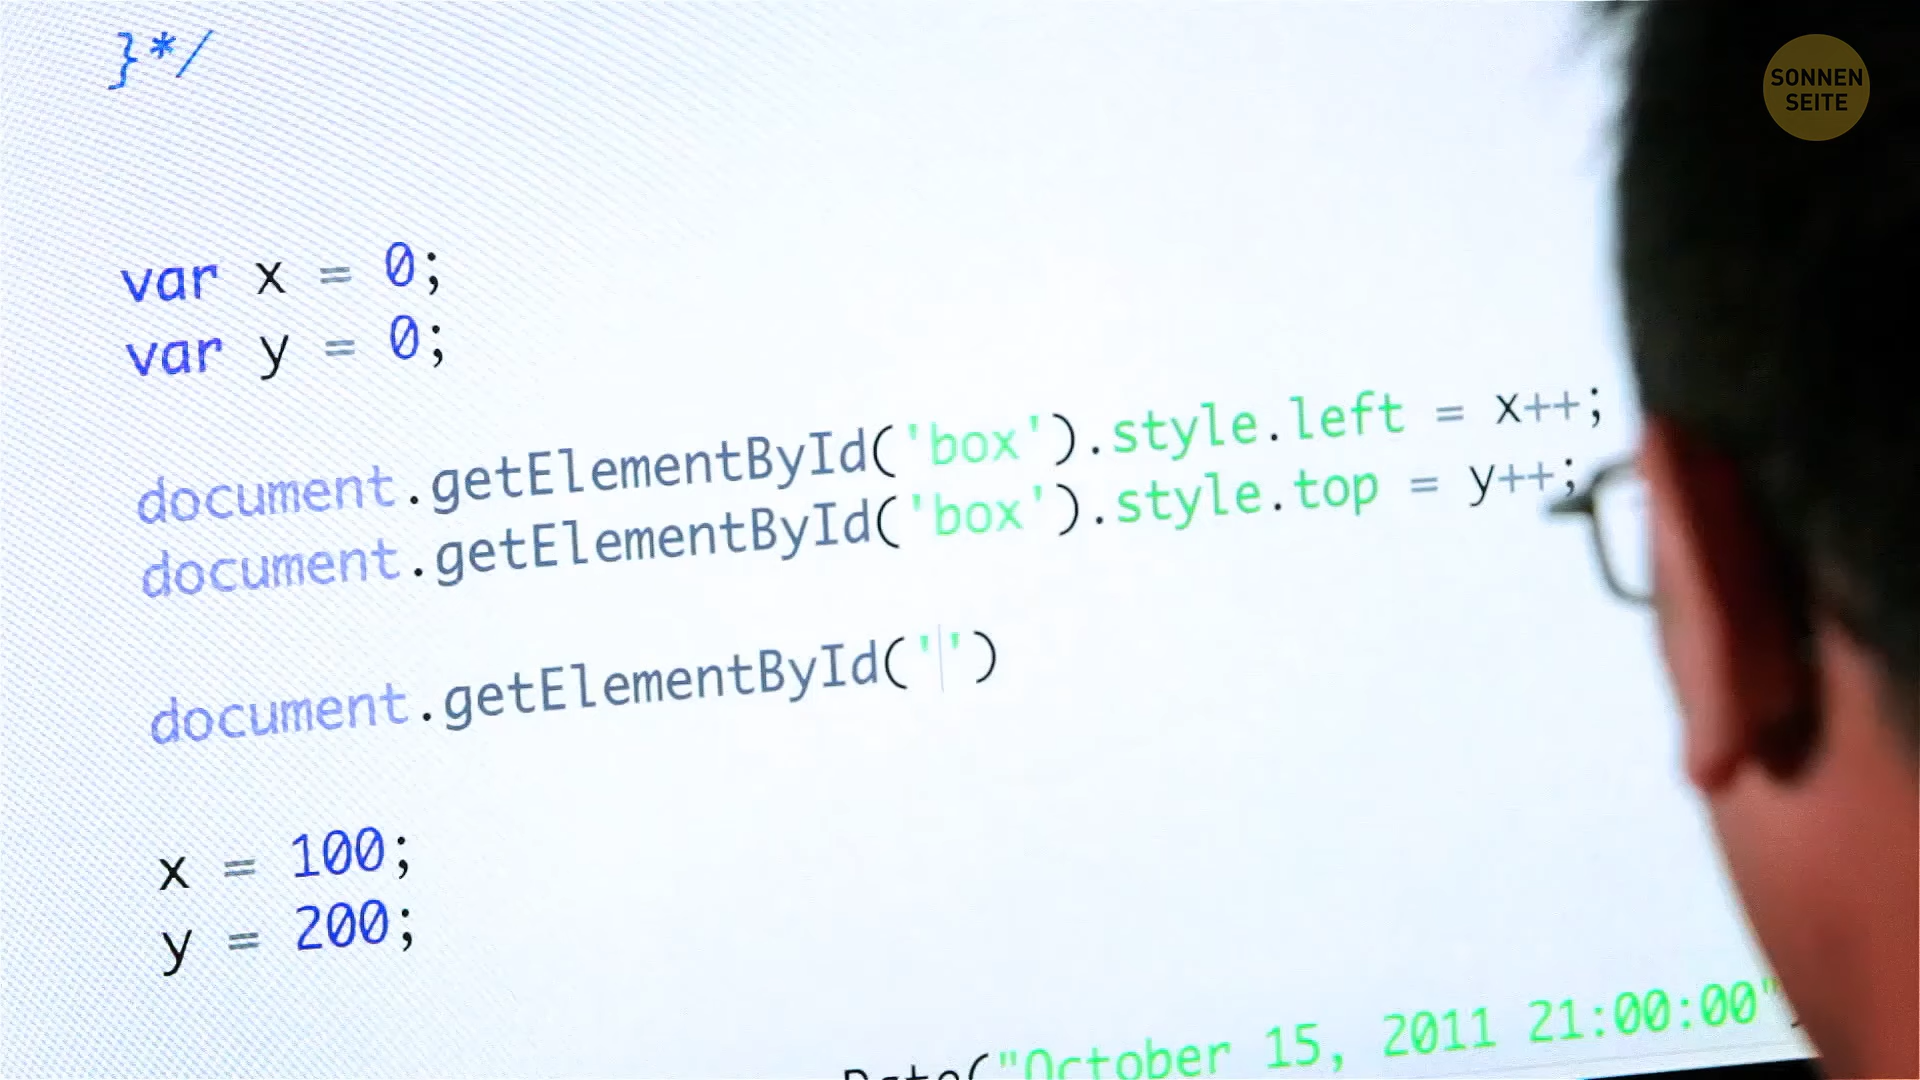 }*/
SONNEN
SEITE
var x = 0;
var y = 0;
document.getElementById('box').style.left = x++;
document.getElementById('box').style.top = y++;
document.getElementById('')
x = 100;
y = 200;
Date("October 15, 2011 21:00:00")